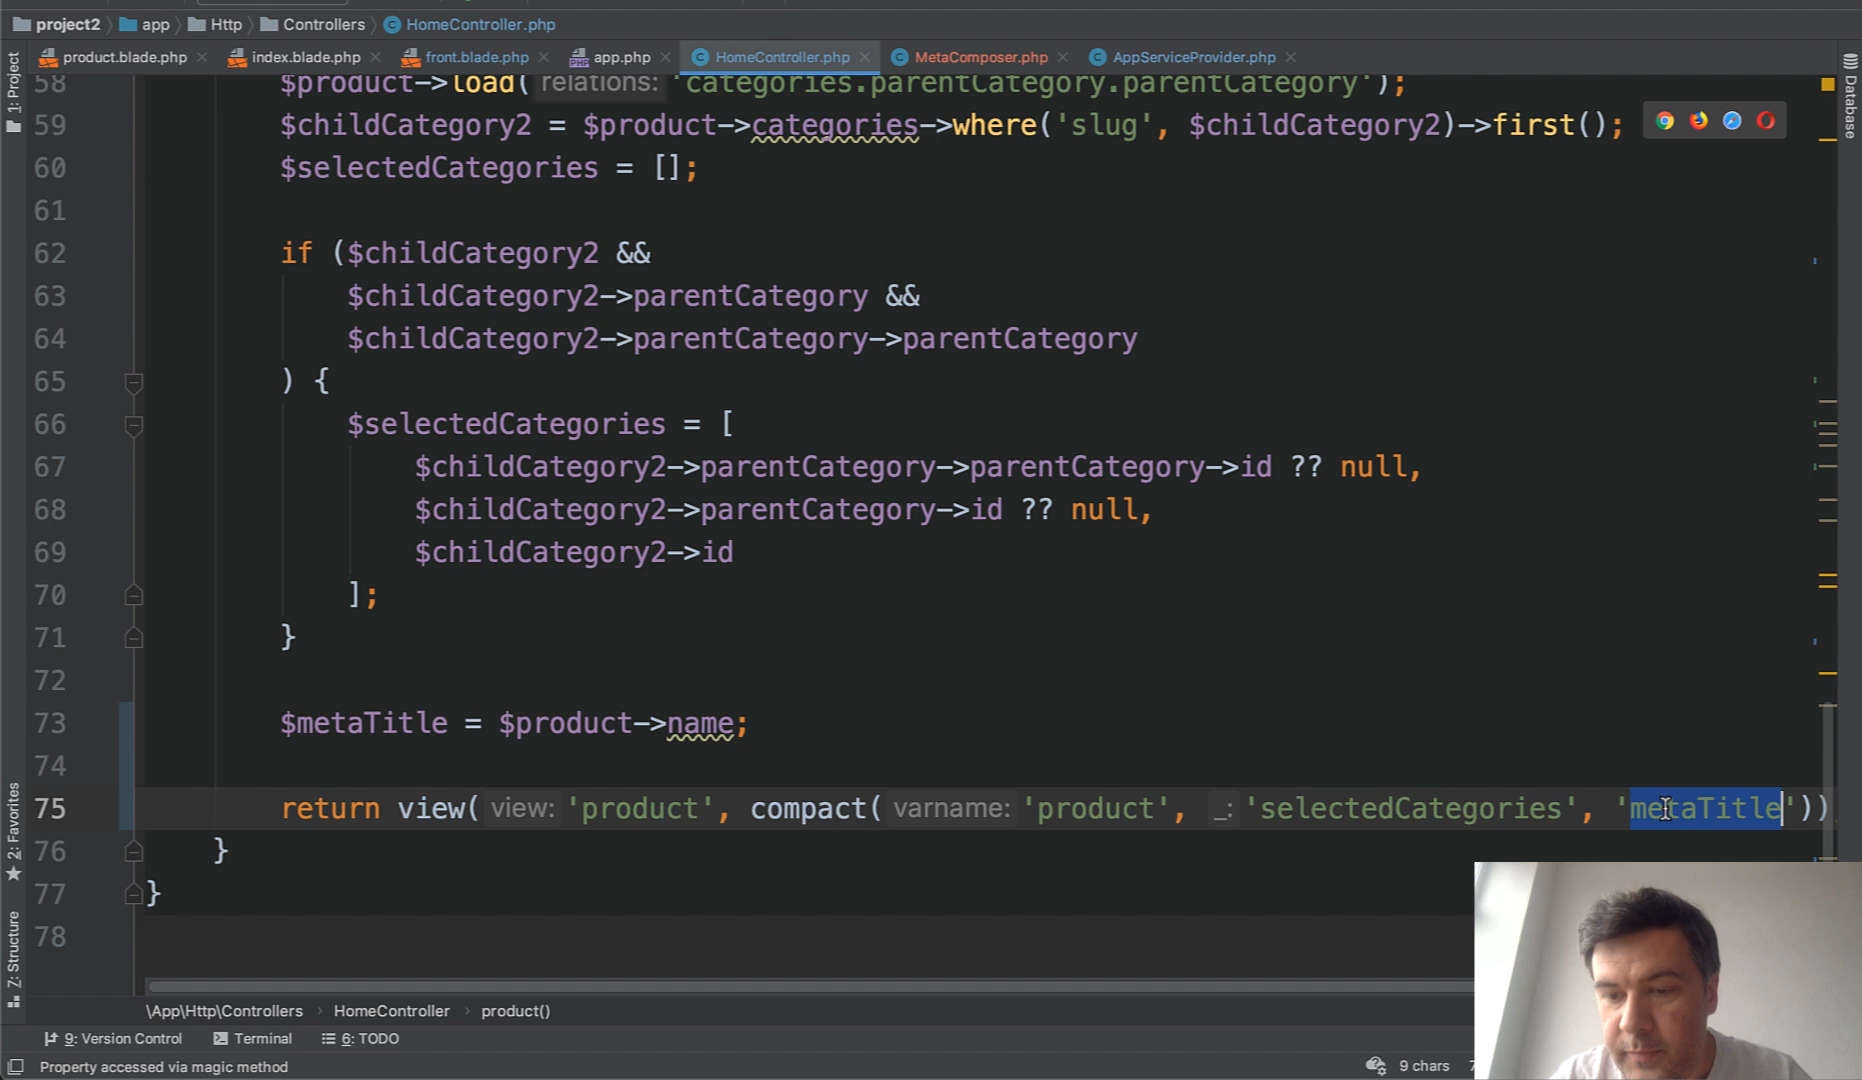 project2 app Http Controllers HomeController.php
product.blade.php index.blade.php front.blade.php app.php HomeController.php MetaComposer.php AppServiceProvider.php
1: Project
Database
58 $product->load( relations: 'categories.parentCategory.parentCategory');
59 $childCategory2 = $product->categories->where('slug', $childCategory2)->first();
60 $selectedCategories = [];
61
62 if ($childCategory2 &&
63 $childCategory2->parentCategory &&
64 $childCategory2->parentCategory->parentCategory
65 ) {
66 $selectedCategories = [
67 $childCategory2->parentCategory->parentCategory->id ?? null,
68 $childCategory2->parentCategory->id ?? null,
69 $childCategory2->id
70 ];
71 }
72
73 $metaTitle = $product->name;
74
75 return view( view: 'product', compact( varname: 'product', _: 'selectedCategories', 'metaTitle'))
76 }
77 }
78
2: Favorites
Z: Structure
\App\Http\Controllers › HomeController › product()
9: Version Control Terminal 6: TODO
Property accessed via magic method 9 chars